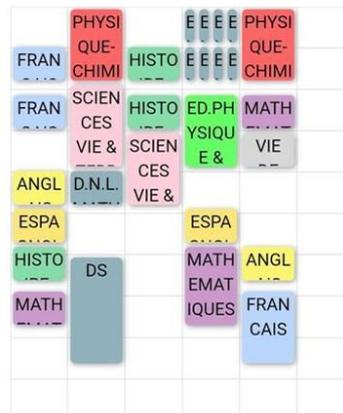 PHYSI
QUE-
CHIMI
E E E E
E E E E
PHYSI
QUE-
CHIMI
FRAN
HISTO
FRAN
SCIEN
CES
VIE &
HISTO
ED.PH
YSIQU
E &
MATH
SCIEN
CES
VIE &
VIE
ANGL
D.N.L.
ESPA
ESPA
HISTO
DS
MATH
EMAT
IQUES
ANGL
MATH
FRAN
CAIS